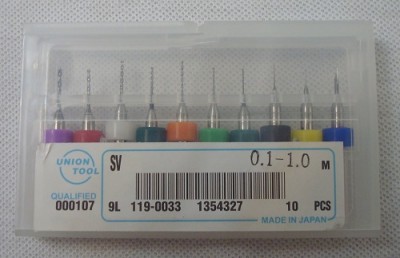 UNION
TOOL
SV
0.1-1.0 M
QUALIFIED
000107
9L 119-0033 1354327 10 PCS
MADE IN JAPAN